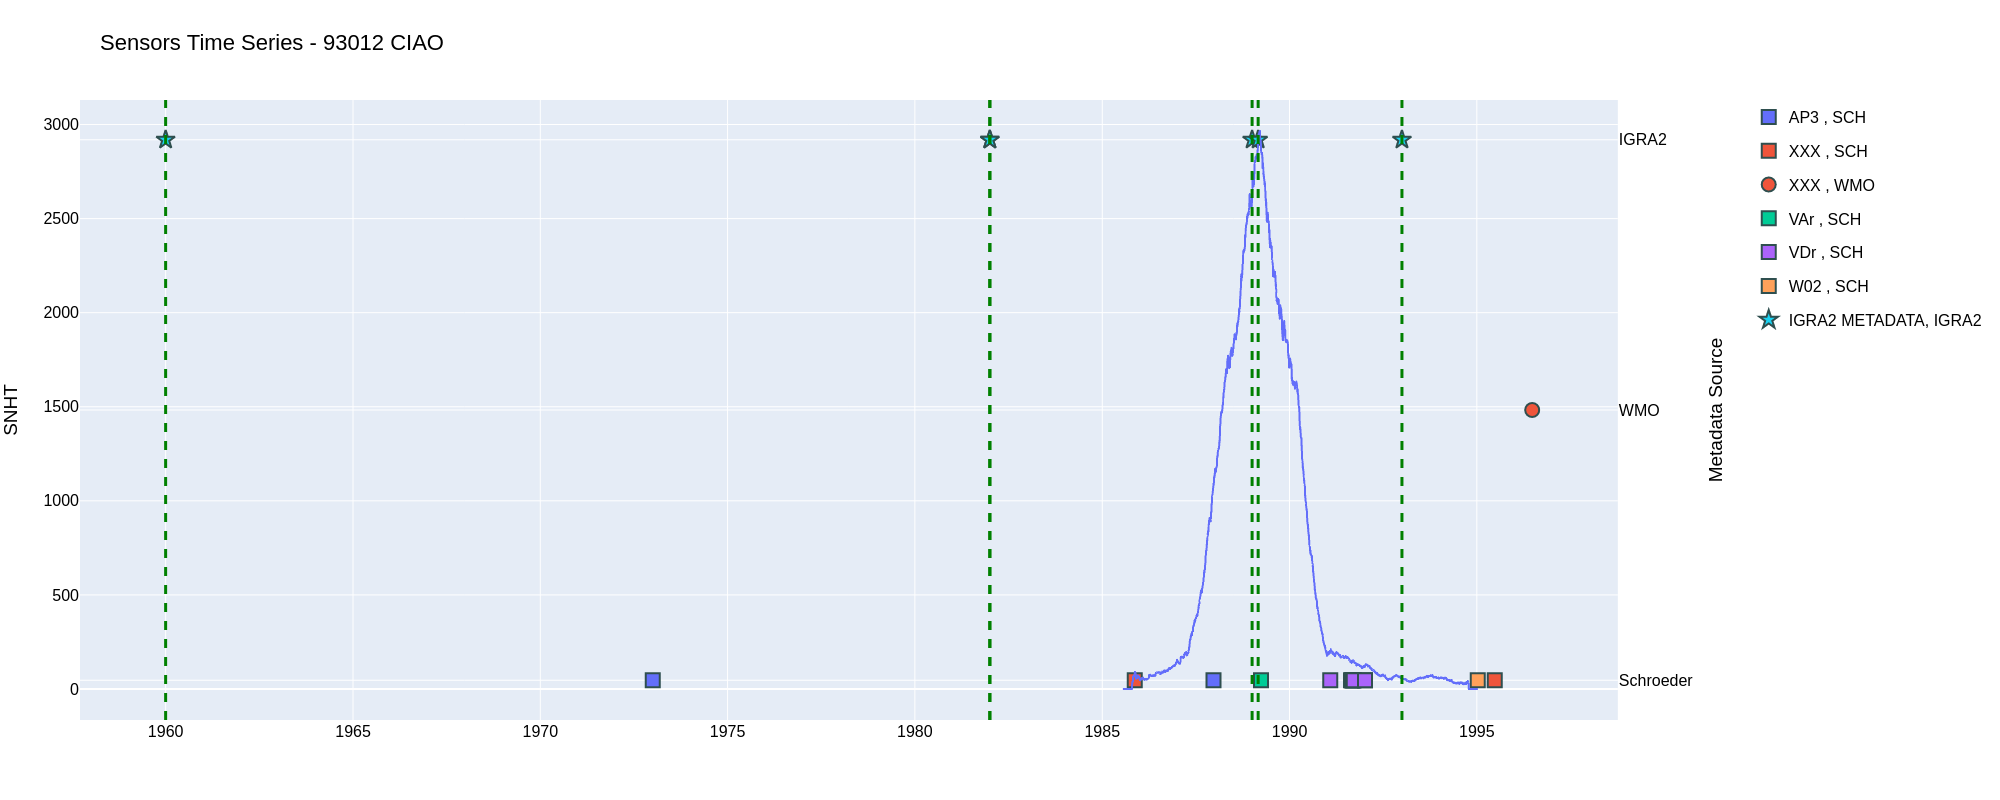 Sensors Time Series - 93012 CIAO
SNHT
3000
2500
2000
1500
1000
500
0
1960
1965
1970
1975
1980
1985
1990
1995
IGRA2
WMO
Schroeder
Metadata Source
AP3 , SCH
XXX , SCH
XXX , WMO
VAr , SCH
VDr , SCH
W02 , SCH
IGRA2 METADATA, IGRA2